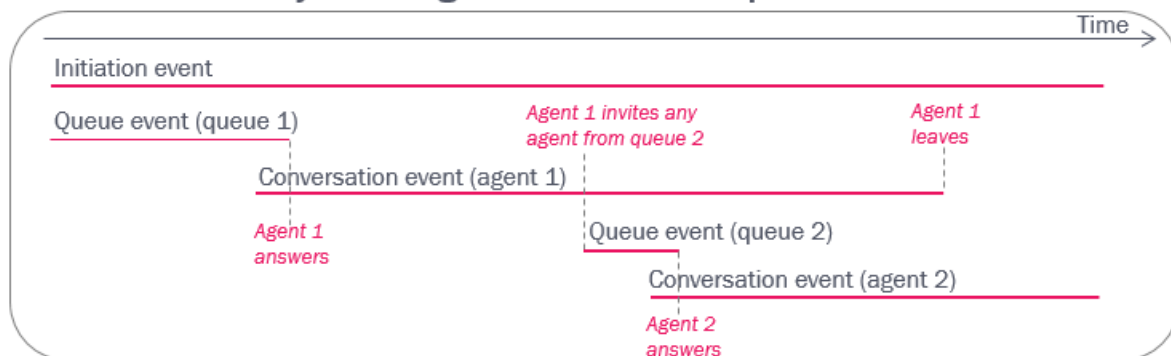 Time
Initiation event
Queue event (queue 1)
Agent 1 invites any
agent from queue 2
Agent 1
leaves
Conversation event (agent 1)
Agent 1
answers
Queue event (queue 2)
Conversation event (agent 2)
Agent 2
answers